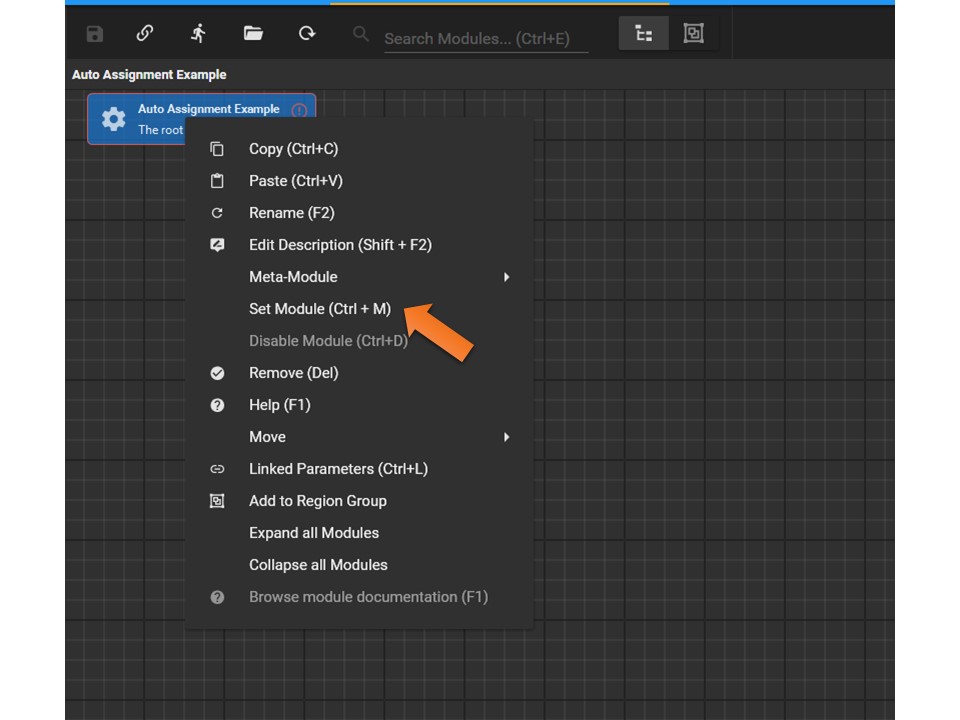 Search Modules... (Ctrl+E)
Auto Assignment Example
Auto Assignment Example
The root
Copy (Ctrl+C)
Paste (Ctrl+V)
Rename (F2)
Edit Description (Shift + F2)
Meta-Module
Set Module (Ctrl + M)
Disable Module (Ctrl+D)
Remove (Del)
Help (F1)
Move
Linked Parameters (Ctrl+L)
Add to Region Group
Expand all Modules
Collapse all Modules
Browse module documentation (F1)